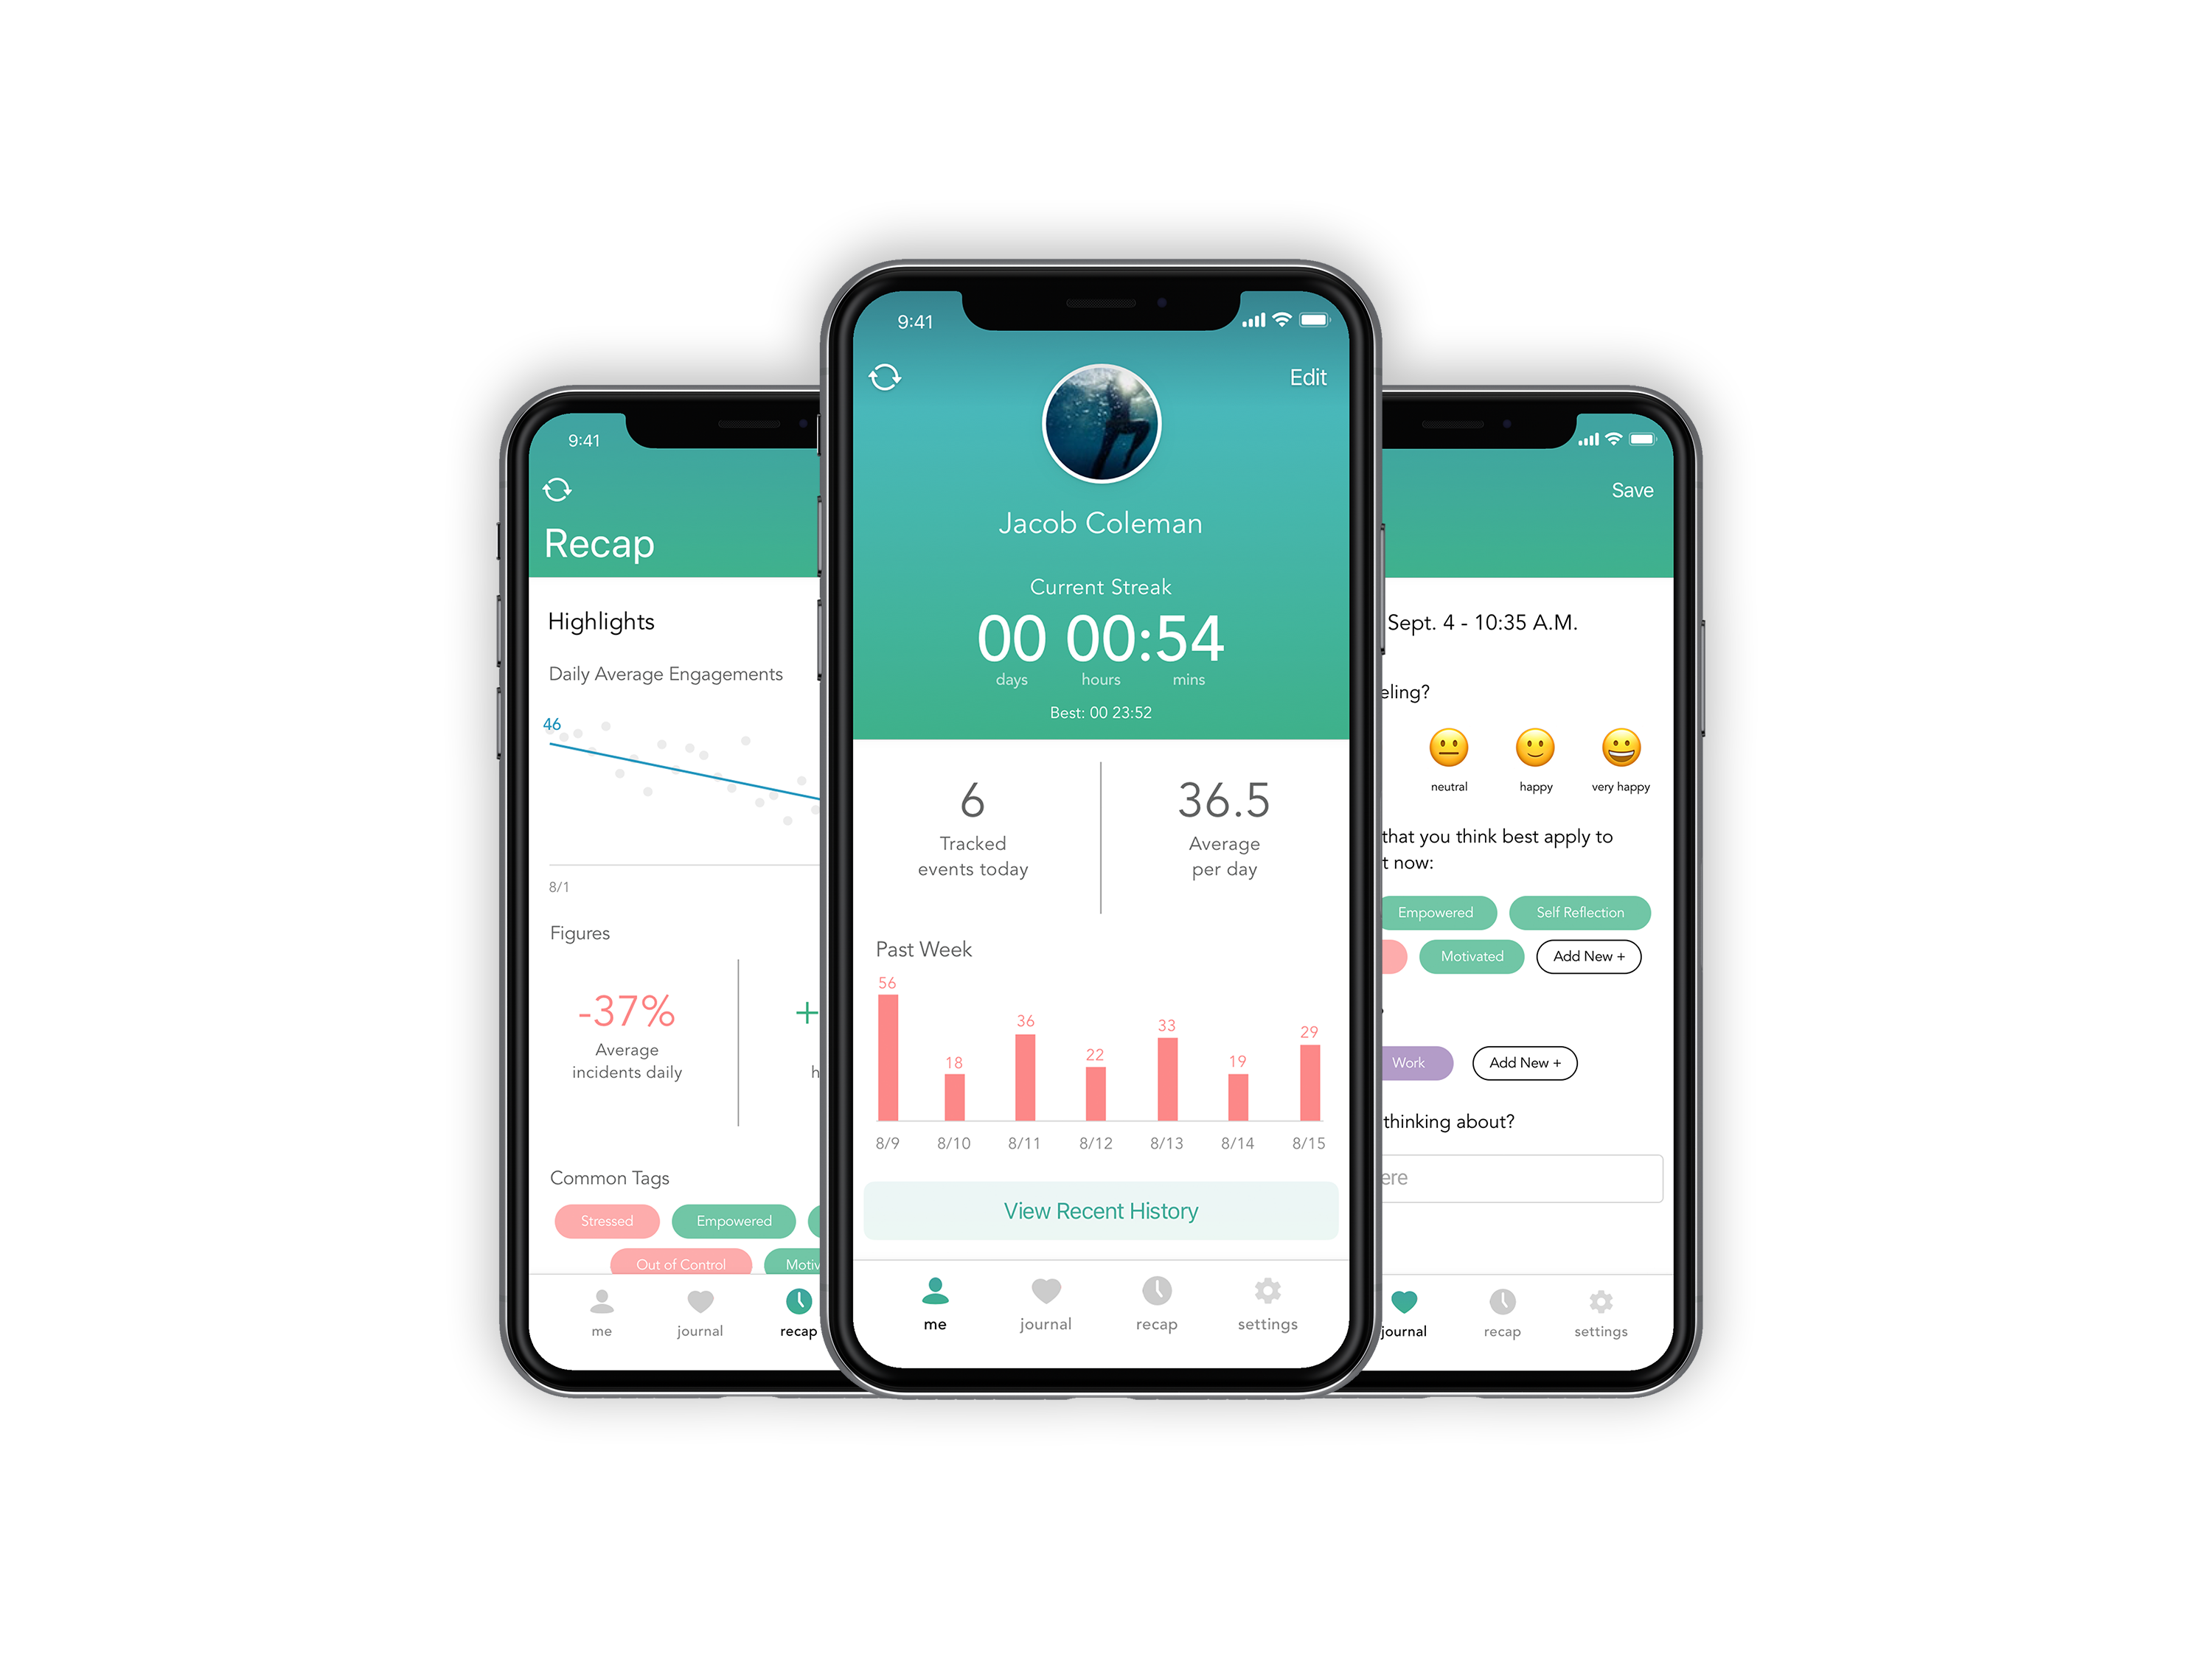 9:41
Recap
Highlights
Daily Average Engagements
46
8/1
Figures
-37%
Average
incidents daily
+
Common Tags
Stressed
Empowered
Out of Control
me
journal
recap
9:41
Edit
Jacob Coleman
Current Streak
00 00:54
days hours mins
Best: 00 23:52
6
Tracked
events today
36.5
Average
per day
Past Week
56 18 36 22 33 19 29
8/9 8/10 8/11 8/12 8/13 8/14 8/15
View Recent History
me journal recap settings
Save
Sept. 4 - 10:35 A.M.
eling?
neutral happy very happy
that you think best apply to
t now:
Empowered Self Reflection
Motivated Add New +
Work Add New +
thinking about?
ere
journal recap settings